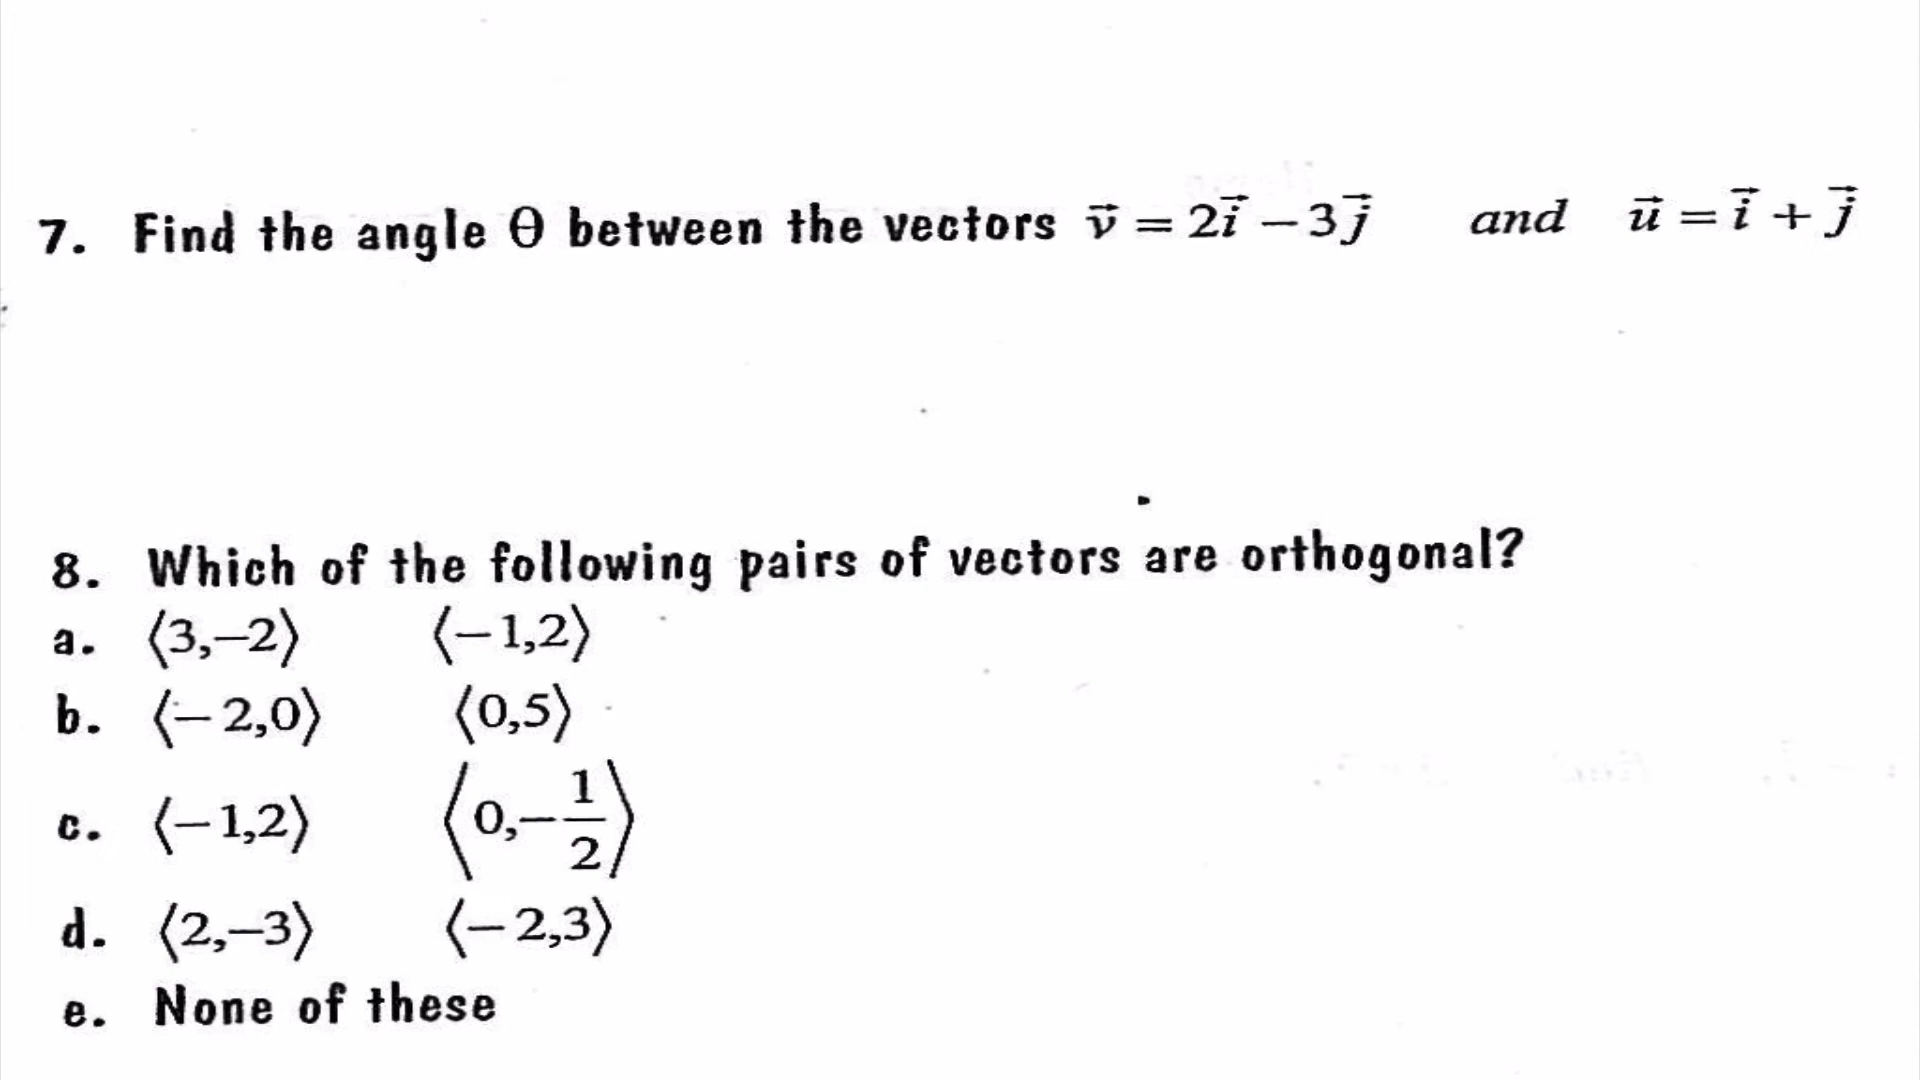 7. Find the angle θ between the vectors v⃗ = 2i⃗ − 3j⃗ and u⃗ = i⃗ + j⃗
8. Which of the following pairs of vectors are orthogonal?
a. ⟨3,−2⟩ ⟨−1,2⟩
b. ⟨−2,0⟩ ⟨0,5⟩
c. ⟨−1,2⟩ ⟨0,−1/2⟩
d. ⟨2,−3⟩ ⟨−2,3⟩
e. None of these